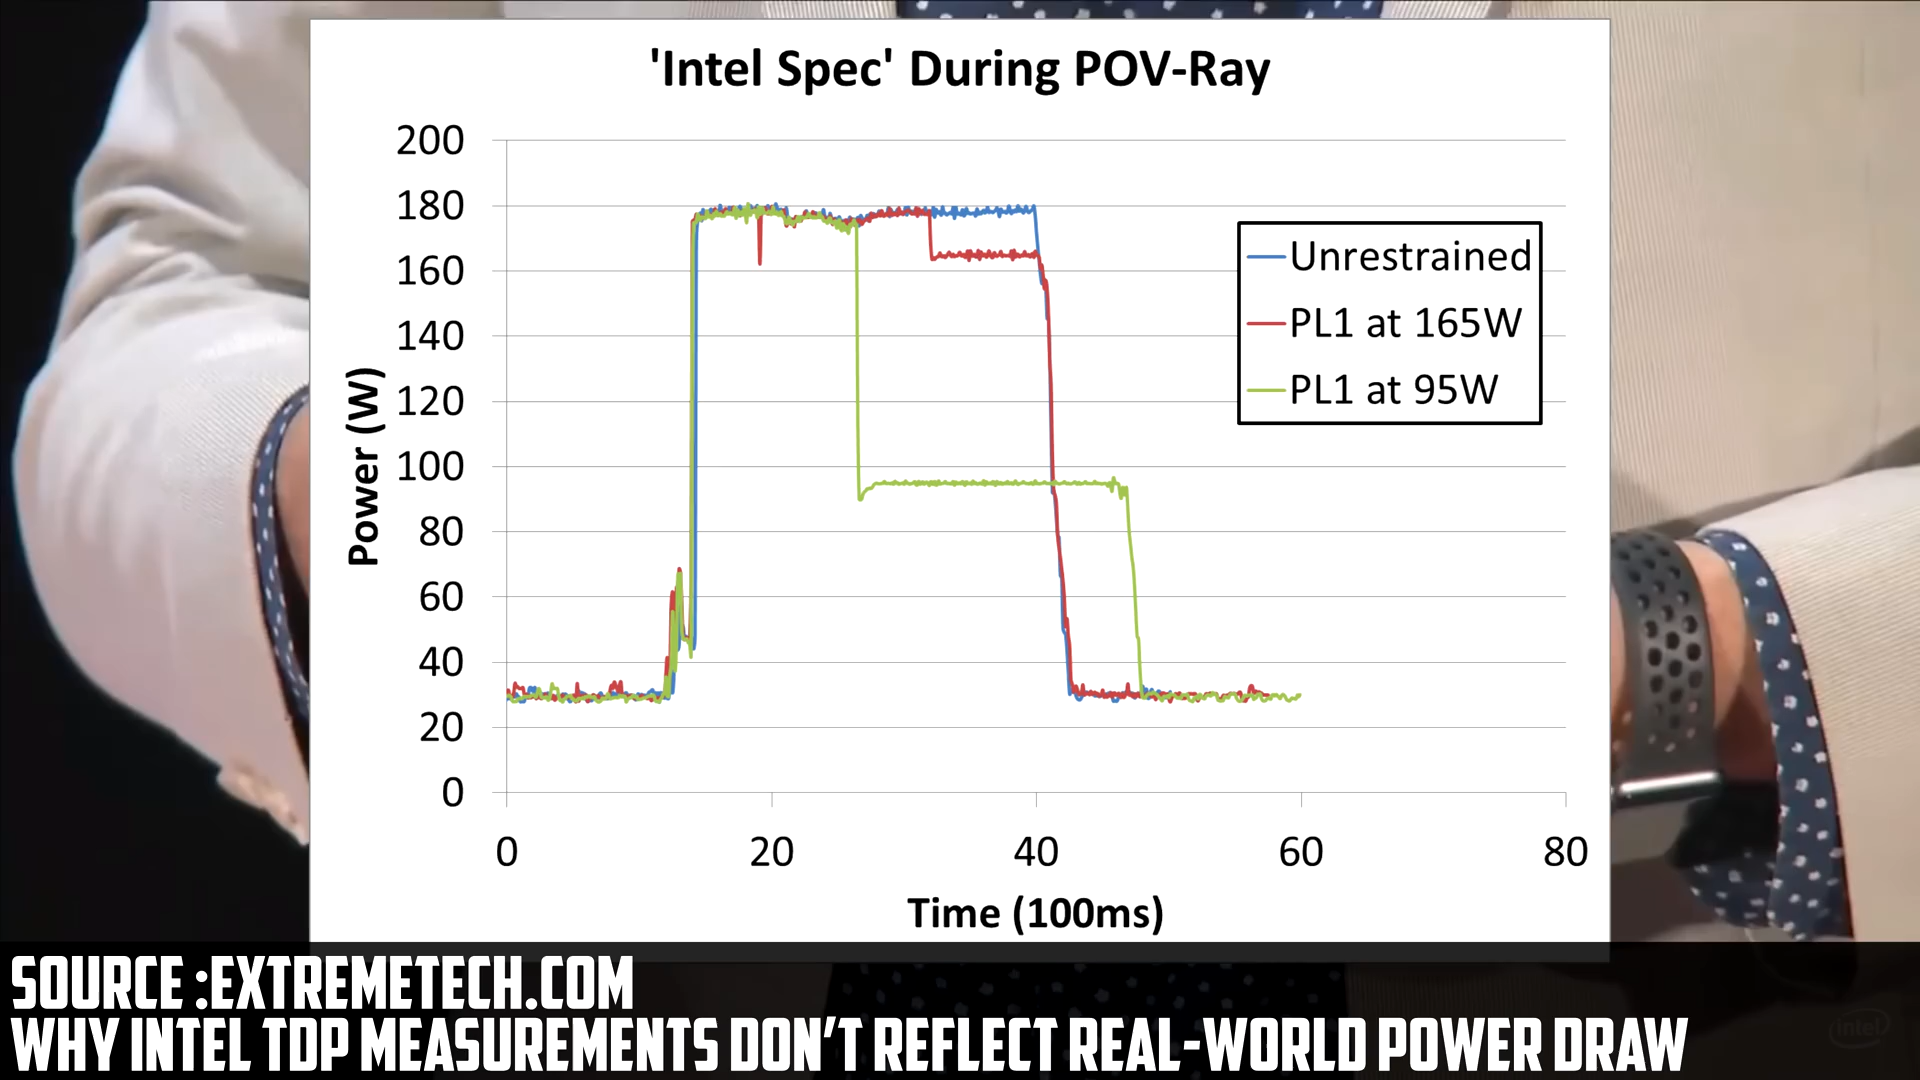 'Intel Spec' During POV-Ray
200
180
160
140
120
100
80
60
40
20
0
Power (W)
Unrestrained
PL1 at 165W
PL1 at 95W
0 20 40 60 80
Time (100ms)
SOURCE :EXTREMETECH.COM
WHY INTEL TDP MEASUREMENTS DON'T REFLECT REAL-WORLD POWER DRAW
intel